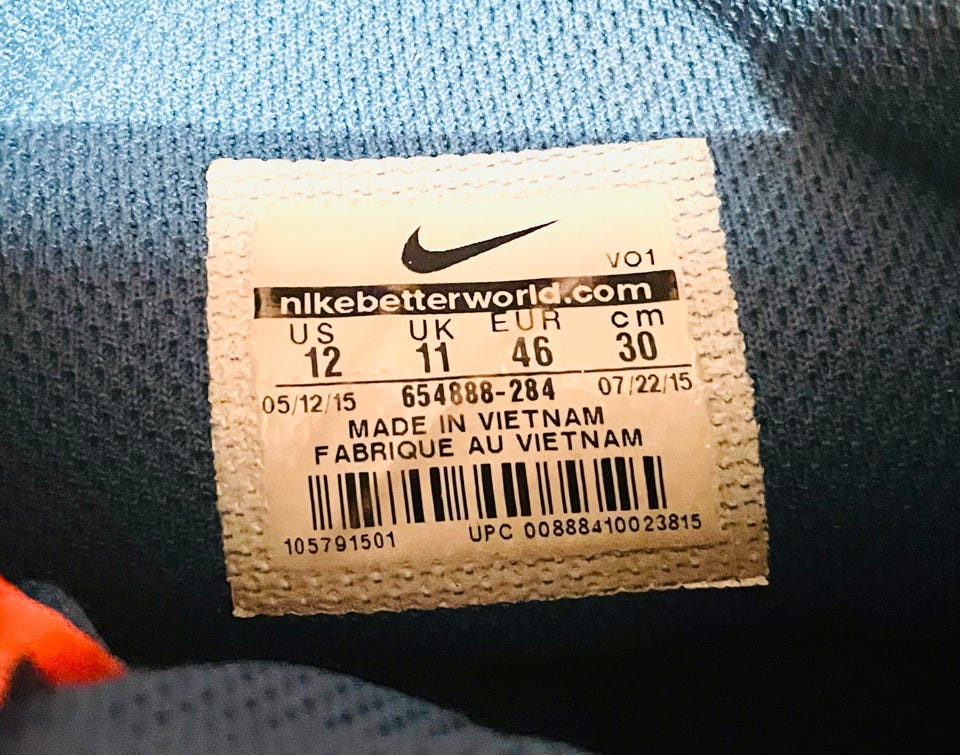 VO1
nikebetterworld.com
US UK EUR cm
12 11 46 30
05/12/15 654888-284 07/22/15
MADE IN VIETNAM
FABRIQUE AU VIETNAM
105791501 UPC 00888410023815